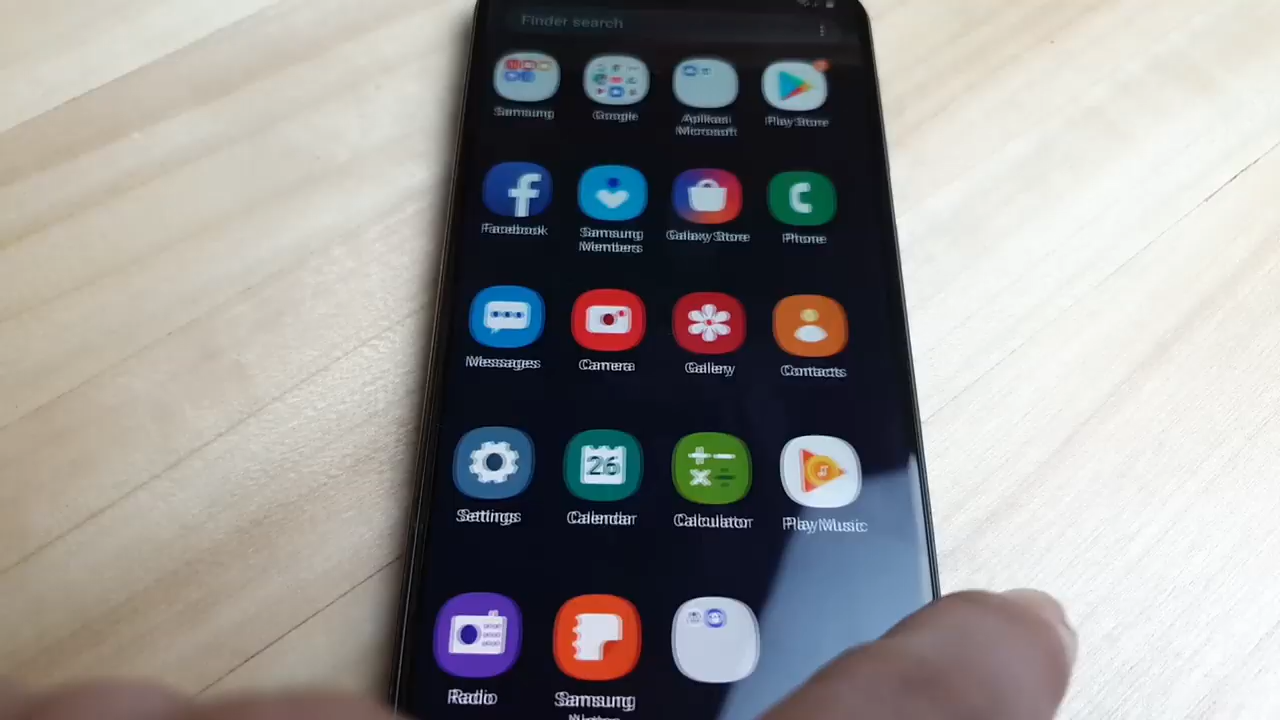 Finder search
Samsung
Google
Aplikasi
Microsoft
Play Store
Facebook
Samsung
Members
Galaxy Store
Phone
Messages
Camera
Gallery
Contacts
26
Settings
Calendar
Calculator
Play Music
Radio
Samsung
Notes